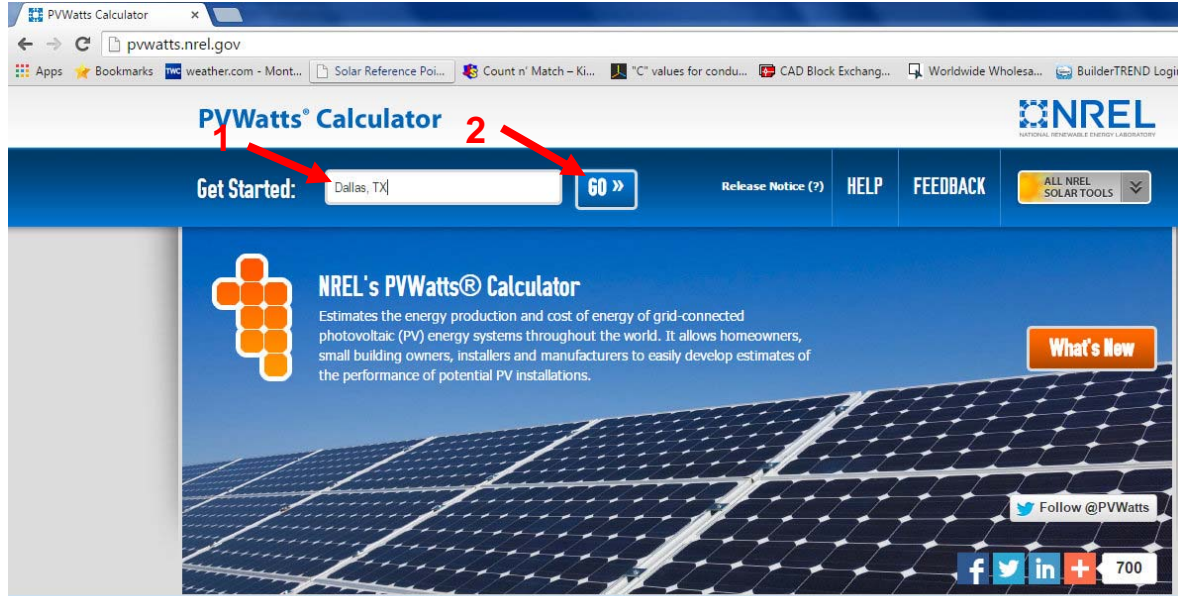 PVWatts Calculator
pvwatts.nrel.gov
Apps Bookmarks TWC weather.com - Mont... Solar Reference Poi... Count n' Match – Ki... "C" values for condu... CAD Block Exchang... Worldwide Wholesa... BuilderTREND Login
PVWatts® Calculator
NREL
NATIONAL RENEWABLE ENERGY LABORATORY
1
2
Get Started:
Dallas, TX
GO »
Release Notice (?)
HELP
FEEDBACK
ALL NREL
SOLAR TOOLS
NREL's PVWatts® Calculator
Estimates the energy production and cost of energy of grid-connected
photovoltaic (PV) energy systems throughout the world. It allows homeowners,
small building owners, installers and manufacturers to easily develop estimates of
the performance of potential PV installations.
What's New
Follow @PVWatts
f in + 700